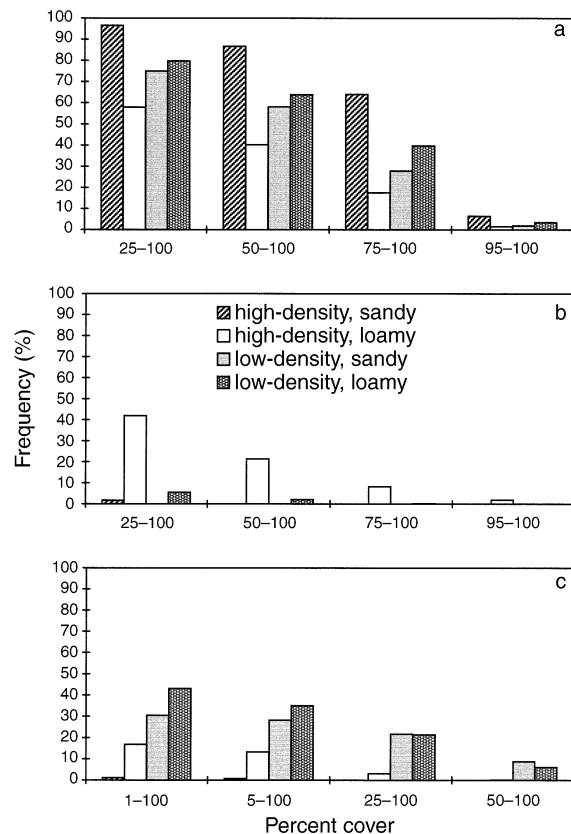 a
100
90
80
70
60
50
40
30
20
10
0
25–100 50–100 75–100 95–100
Frequency (%)
b
100
90
80
70
60
50
40
30
20
10
0
high-density, sandy
high-density, loamy
low-density, sandy
low-density, loamy
25–100 50–100 75–100 95–100
c
100
90
80
70
60
50
40
30
20
10
0
1–100 5–100 25–100 50–100
Percent cover